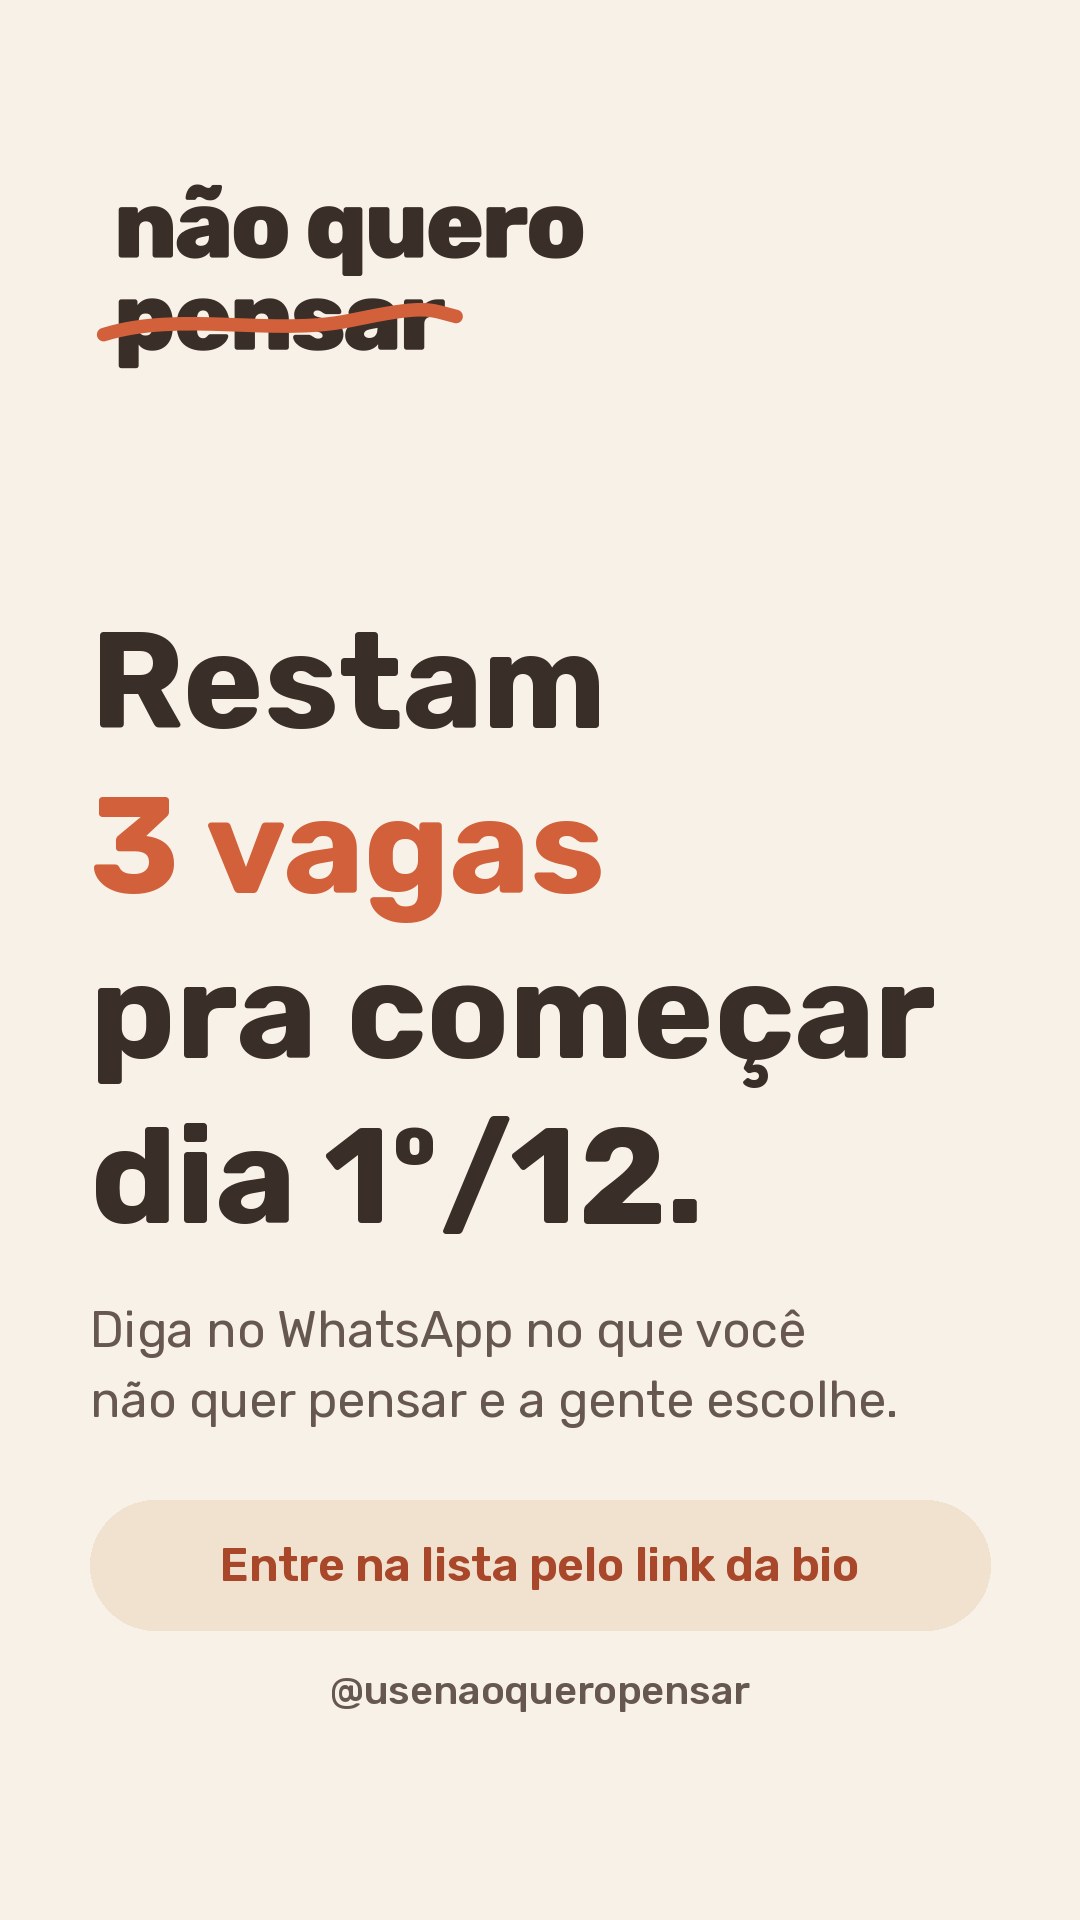 não quero
pensar
Restam
3 vagas
pra começar
dia 1º/12.
Diga no WhatsApp no que você
não quer pensar e a gente escolhe.
Entre na lista pelo link da bio
@usenaoqueropensar